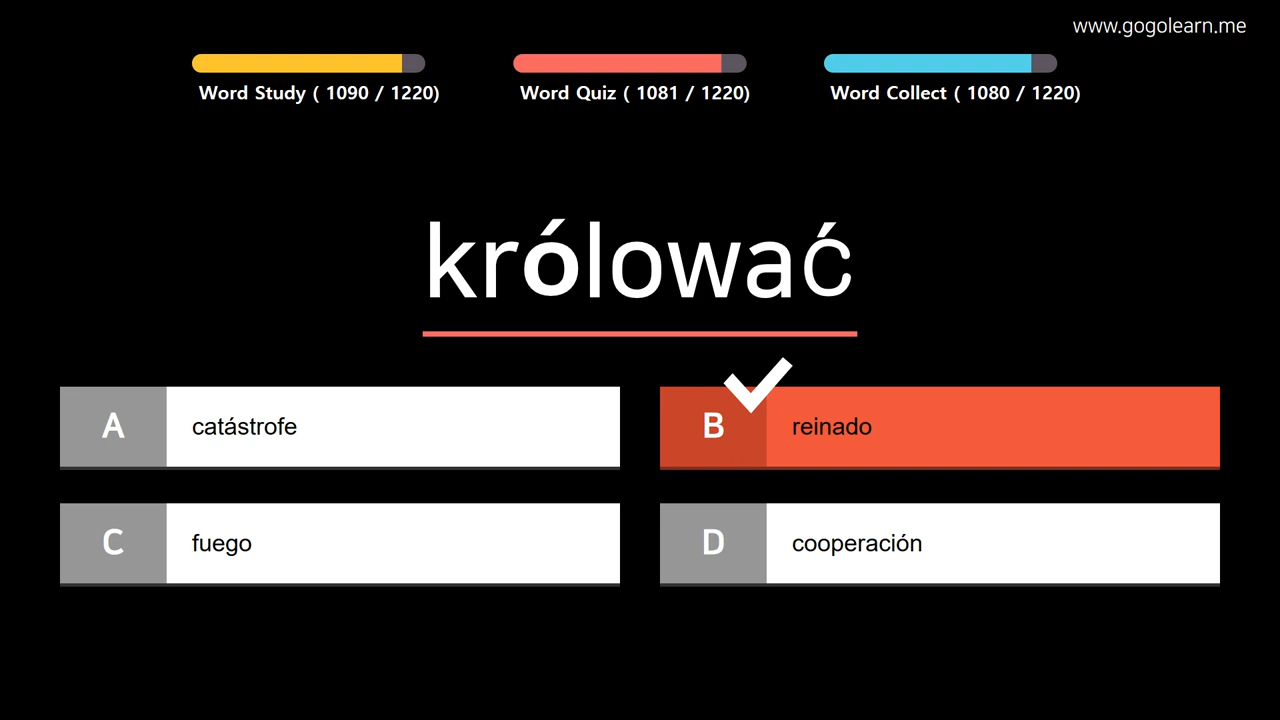 www.gogolearn.me
Word Study ( 1090 / 1220)
Word Quiz ( 1081 / 1220)
Word Collect ( 1080 / 1220)
królować
A catástrofe
B reinado
C fuego
D cooperación